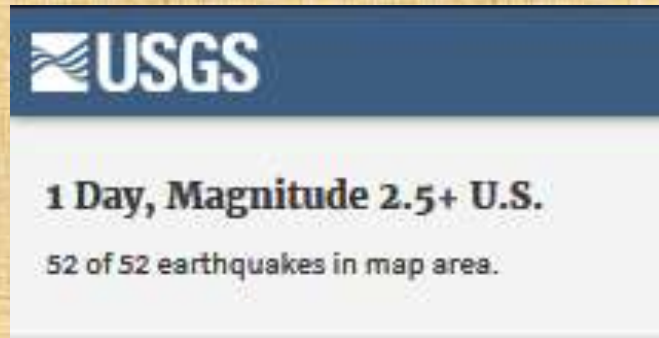 USGS
1 Day, Magnitude 2.5+ U.S.
52 of 52 earthquakes in map area.